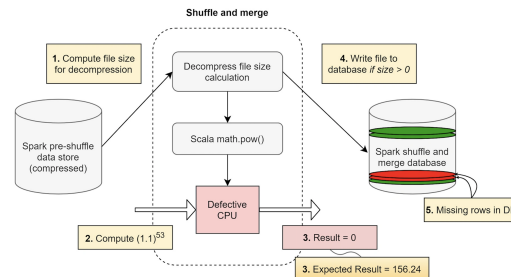 Shuffle and merge
1. Compute file size
for decompression
Decompress file size
calculation
4. Write file to
database if size > 0
Spark pre-shuffle
data store
(compressed)
Scala math.pow()
Spark shuffle and
merge database
Defective
CPU
2. Compute (1.1)53
3. Result = 0
5. Missing rows in D
3. Expected Result = 156.24